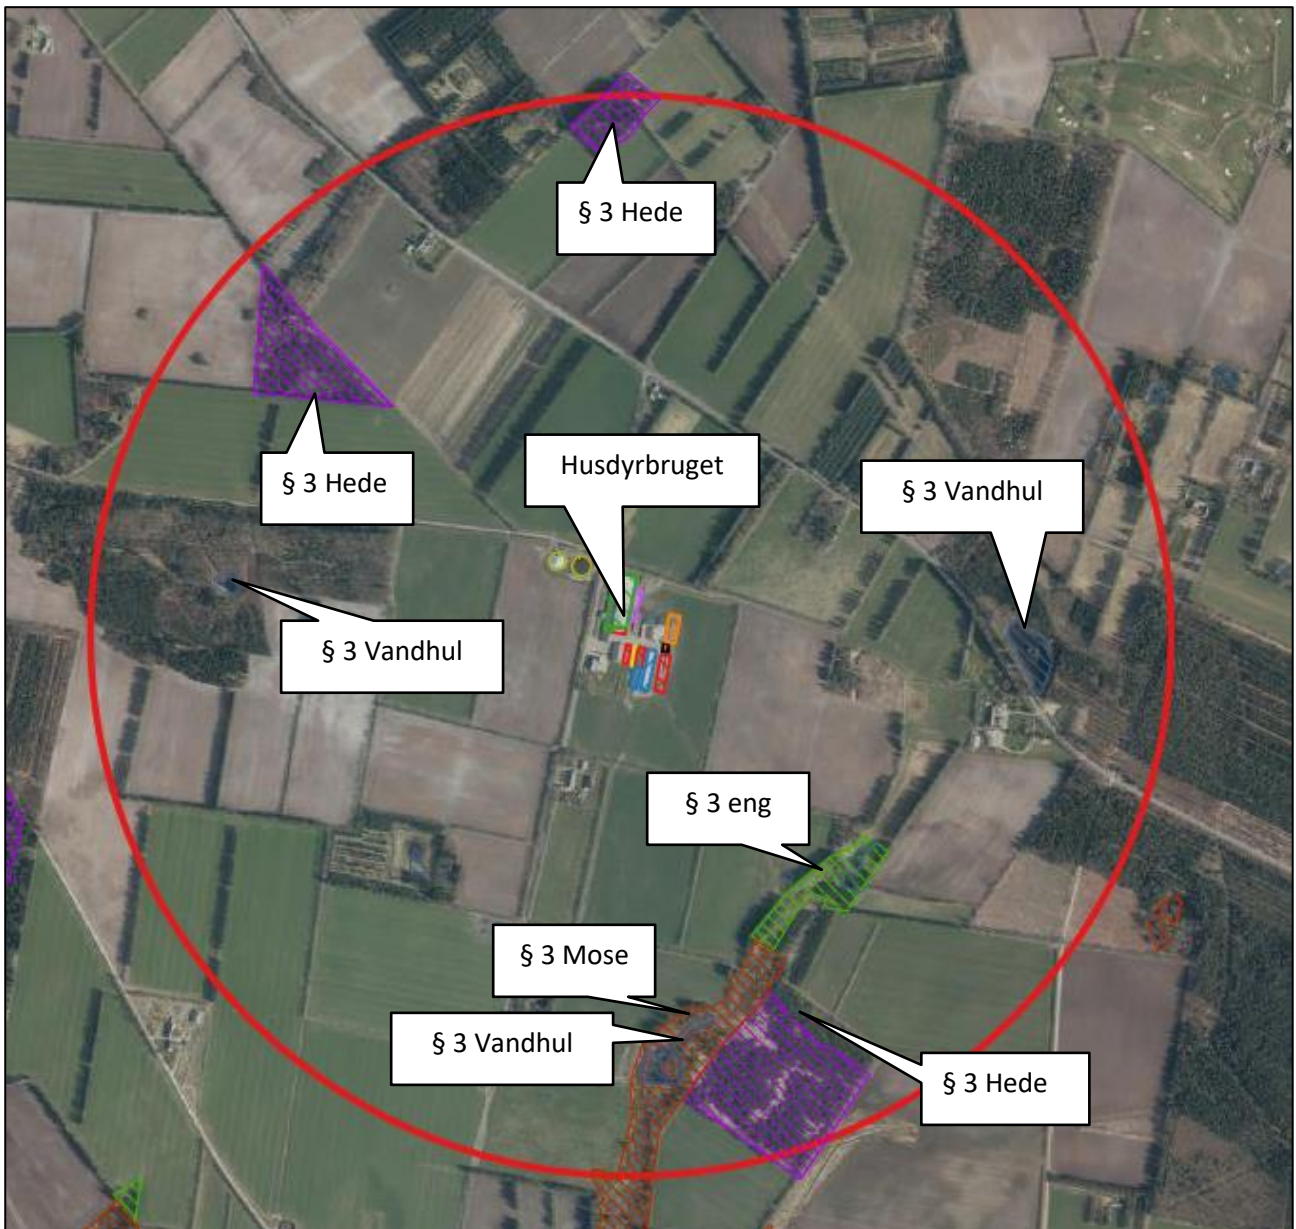 § 3 Hede
Husdyrbruget
§ 3 Hede
§ 3 Vandhul
§ 3 Vandhul
§ 3 eng
§ 3 Mose
§ 3 Vandhul
§ 3 Hede